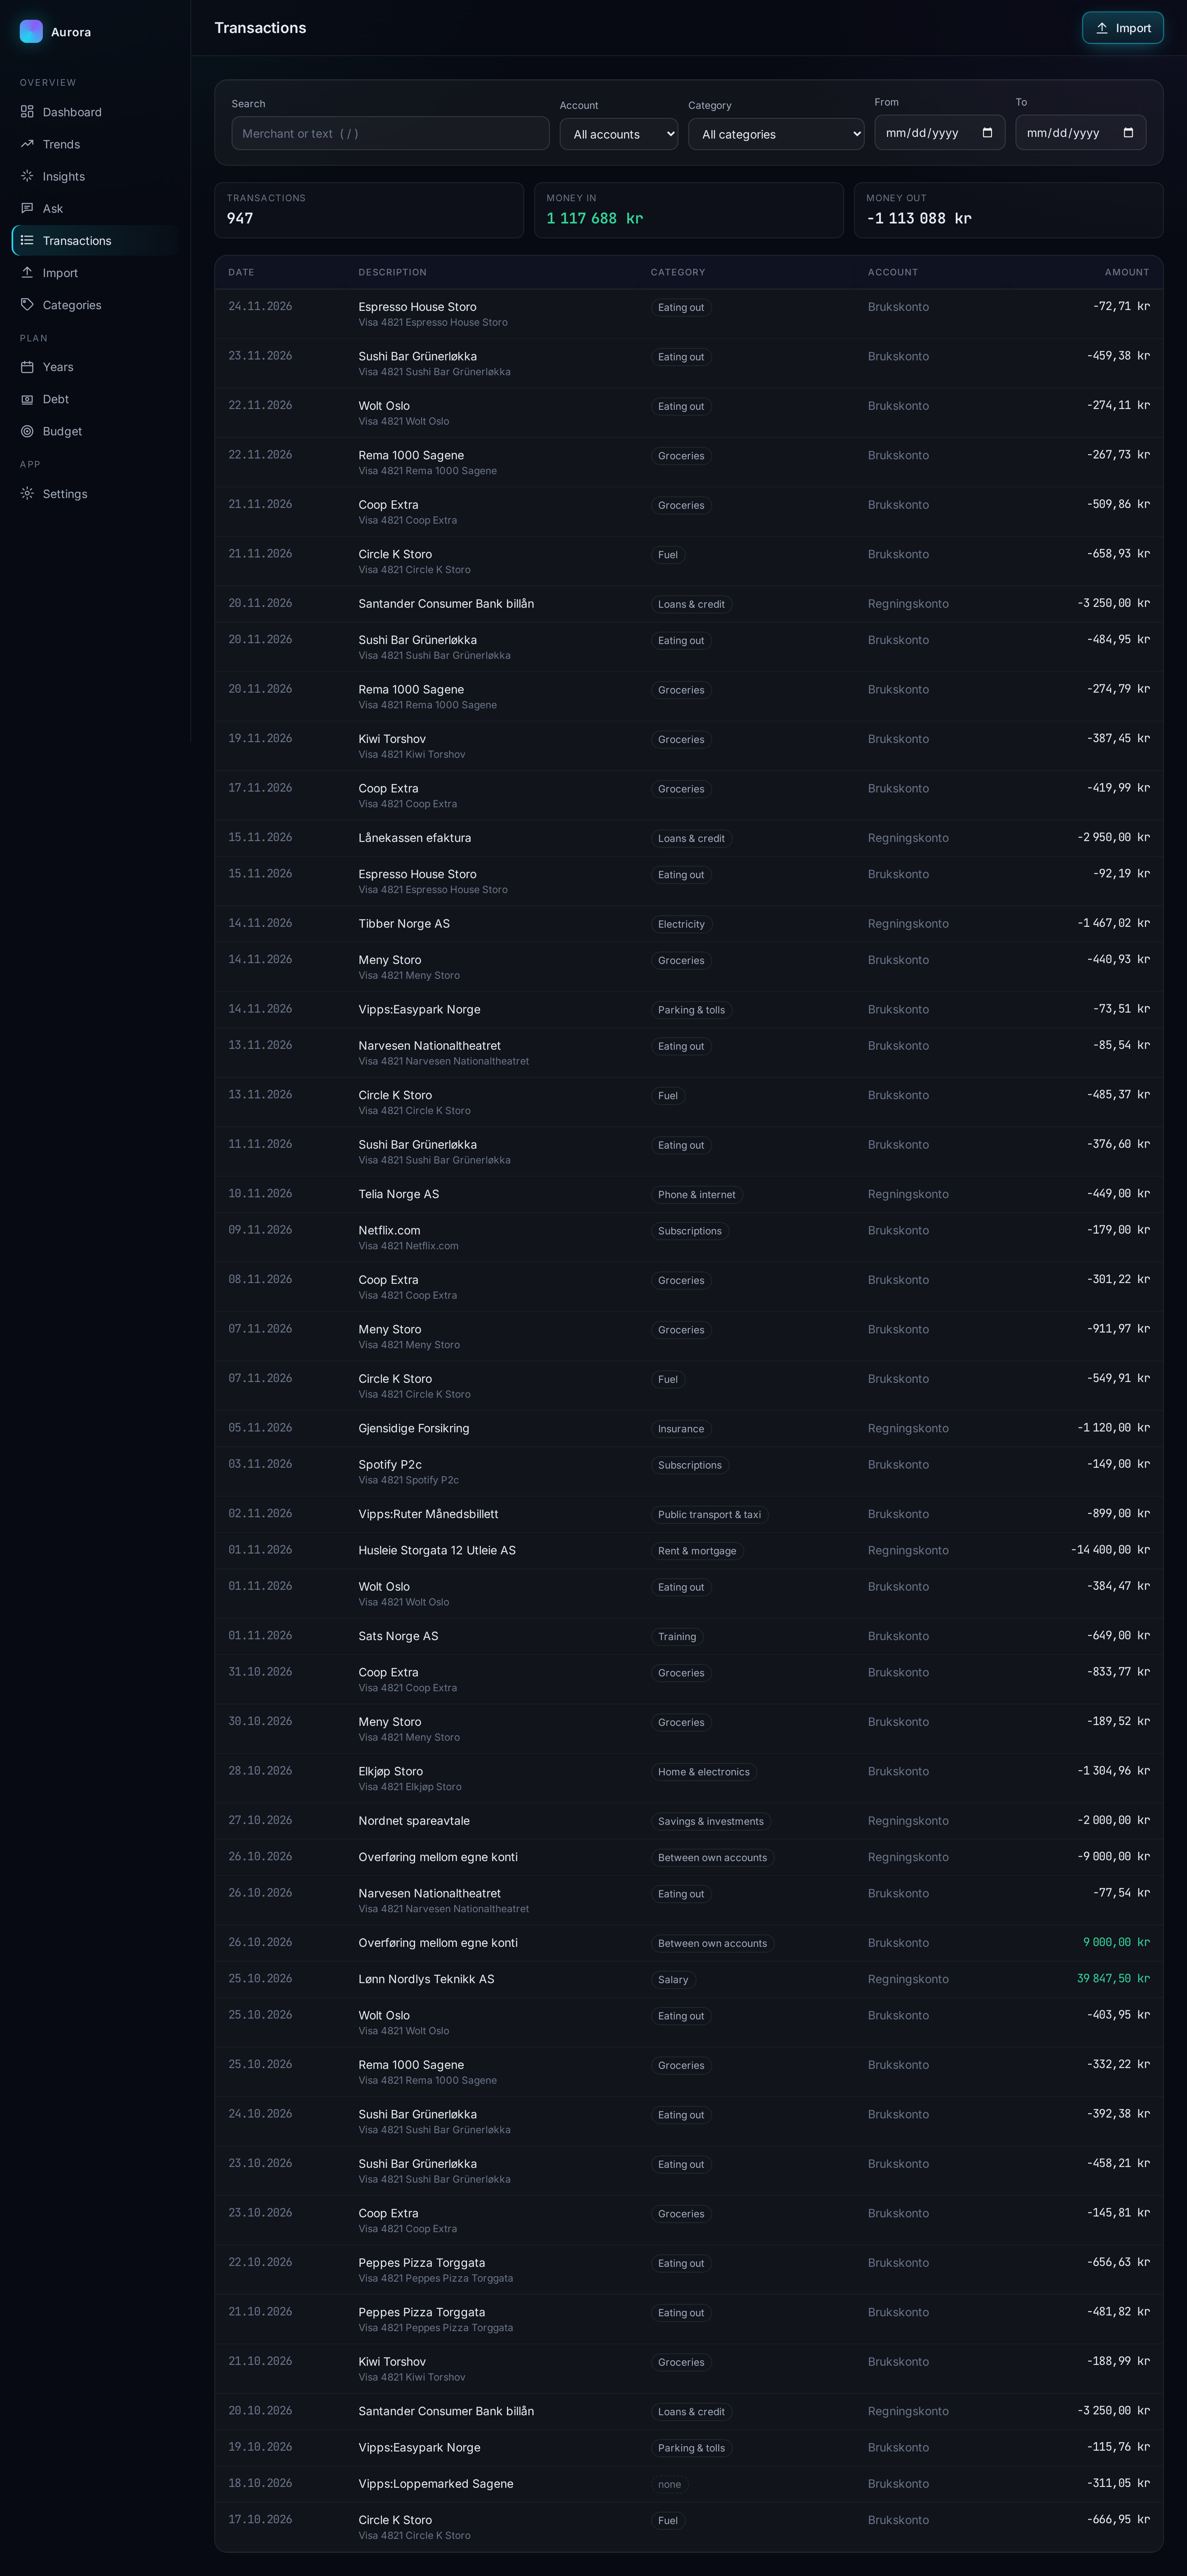 Aurora
OVERVIEW
Dashboard
Trends
Insights
Ask
Transactions
Import
Categories
PLAN
Years
Debt
Budget
APP
Settings
Transactions
Import
Search
Merchant or text ( / )
Account
All accounts
Category
All categories
From
mm/dd/yyyy
To
mm/dd/yyyy
TRANSACTIONS
947
MONEY IN
1 117 688 kr
MONEY OUT
-1 113 088 kr
DATE DESCRIPTION CATEGORY ACCOUNT AMOUNT
24.11.2026 Espresso House Storo Eating out Brukskonto -72,71 kr
Visa 4821 Espresso House Storo
23.11.2026 Sushi Bar Grünerløkka Eating out Brukskonto -459,38 kr
Visa 4821 Sushi Bar Grünerløkka
22.11.2026 Wolt Oslo Eating out Brukskonto -274,11 kr
Visa 4821 Wolt Oslo
22.11.2026 Rema 1000 Sagene Groceries Brukskonto -267,73 kr
Visa 4821 Rema 1000 Sagene
21.11.2026 Coop Extra Groceries Brukskonto -509,86 kr
Visa 4821 Coop Extra
21.11.2026 Circle K Storo Fuel Brukskonto -658,93 kr
Visa 4821 Circle K Storo
20.11.2026 Santander Consumer Bank billån Loans & credit Regningskonto -3 250,00 kr
20.11.2026 Sushi Bar Grünerløkka Eating out Brukskonto -484,95 kr
Visa 4821 Sushi Bar Grünerløkka
20.11.2026 Rema 1000 Sagene Groceries Brukskonto -274,79 kr
Visa 4821 Rema 1000 Sagene
19.11.2026 Kiwi Torshov Groceries Brukskonto -387,45 kr
Visa 4821 Kiwi Torshov
17.11.2026 Coop Extra Groceries Brukskonto -419,99 kr
Visa 4821 Coop Extra
15.11.2026 Lånekassen efaktura Loans & credit Regningskonto -2 950,00 kr
15.11.2026 Espresso House Storo Eating out Brukskonto -92,19 kr
Visa 4821 Espresso House Storo
14.11.2026 Tibber Norge AS Electricity Regningskonto -1 467,02 kr
14.11.2026 Meny Storo Groceries Brukskonto -440,93 kr
Visa 4821 Meny Storo
14.11.2026 Vipps:Easypark Norge Parking & tolls Brukskonto -73,51 kr
13.11.2026 Narvesen Nationaltheatret Eating out Brukskonto -85,54 kr
Visa 4821 Narvesen Nationaltheatret
13.11.2026 Circle K Storo Fuel Brukskonto -485,37 kr
Visa 4821 Circle K Storo
11.11.2026 Sushi Bar Grünerløkka Eating out Brukskonto -376,60 kr
Visa 4821 Sushi Bar Grünerløkka
10.11.2026 Telia Norge AS Phone & internet Regningskonto -449,00 kr
09.11.2026 Netflix.com Subscriptions Brukskonto -179,00 kr
Visa 4821 Netflix.com
08.11.2026 Coop Extra Groceries Brukskonto -301,22 kr
Visa 4821 Coop Extra
07.11.2026 Meny Storo Groceries Brukskonto -911,97 kr
Visa 4821 Meny Storo
07.11.2026 Circle K Storo Fuel Brukskonto -549,91 kr
Visa 4821 Circle K Storo
05.11.2026 Gjensidige Forsikring Insurance Regningskonto -1 120,00 kr
03.11.2026 Spotify P2c Subscriptions Brukskonto -149,00 kr
Visa 4821 Spotify P2c
02.11.2026 Vipps:Ruter Månedsbillett Public transport & taxi Brukskonto -899,00 kr
01.11.2026 Husleie Storgata 12 Utleie AS Rent & mortgage Regningskonto -14 400,00 kr
01.11.2026 Wolt Oslo Eating out Brukskonto -384,47 kr
Visa 4821 Wolt Oslo
01.11.2026 Sats Norge AS Training Brukskonto -649,00 kr
31.10.2026 Coop Extra Groceries Brukskonto -833,77 kr
Visa 4821 Coop Extra
30.10.2026 Meny Storo Groceries Brukskonto -189,52 kr
Visa 4821 Meny Storo
28.10.2026 Elkjøp Storo Home & electronics Brukskonto -1 304,96 kr
Visa 4821 Elkjøp Storo
27.10.2026 Nordnet spareavtale Savings & investments Regningskonto -2 000,00 kr
26.10.2026 Overføring mellom egne konti Between own accounts Regningskonto -9 000,00 kr
26.10.2026 Narvesen Nationaltheatret Eating out Brukskonto -77,54 kr
Visa 4821 Narvesen Nationaltheatret
26.10.2026 Overføring mellom egne konti Between own accounts Brukskonto 9 000,00 kr
25.10.2026 Lønn Nordlys Teknikk AS Salary Regningskonto 39 847,50 kr
25.10.2026 Wolt Oslo Eating out Brukskonto -403,95 kr
Visa 4821 Wolt Oslo
25.10.2026 Rema 1000 Sagene Groceries Brukskonto -332,22 kr
Visa 4821 Rema 1000 Sagene
24.10.2026 Sushi Bar Grünerløkka Eating out Brukskonto -392,38 kr
Visa 4821 Sushi Bar Grünerløkka
23.10.2026 Sushi Bar Grünerløkka Eating out Brukskonto -458,21 kr
Visa 4821 Sushi Bar Grünerløkka
23.10.2026 Coop Extra Groceries Brukskonto -145,81 kr
Visa 4821 Coop Extra
22.10.2026 Peppes Pizza Torggata Eating out Brukskonto -656,63 kr
Visa 4821 Peppes Pizza Torggata
21.10.2026 Peppes Pizza Torggata Eating out Brukskonto -481,82 kr
Visa 4821 Peppes Pizza Torggata
21.10.2026 Kiwi Torshov Groceries Brukskonto -188,99 kr
Visa 4821 Kiwi Torshov
20.10.2026 Santander Consumer Bank billån Loans & credit Regningskonto -3 250,00 kr
19.10.2026 Vipps:Easypark Norge Parking & tolls Brukskonto -115,76 kr
18.10.2026 Vipps:Loppemarked Sagene none Brukskonto -311,05 kr
17.10.2026 Circle K Storo Fuel Brukskonto -666,95 kr
Visa 4821 Circle K Storo